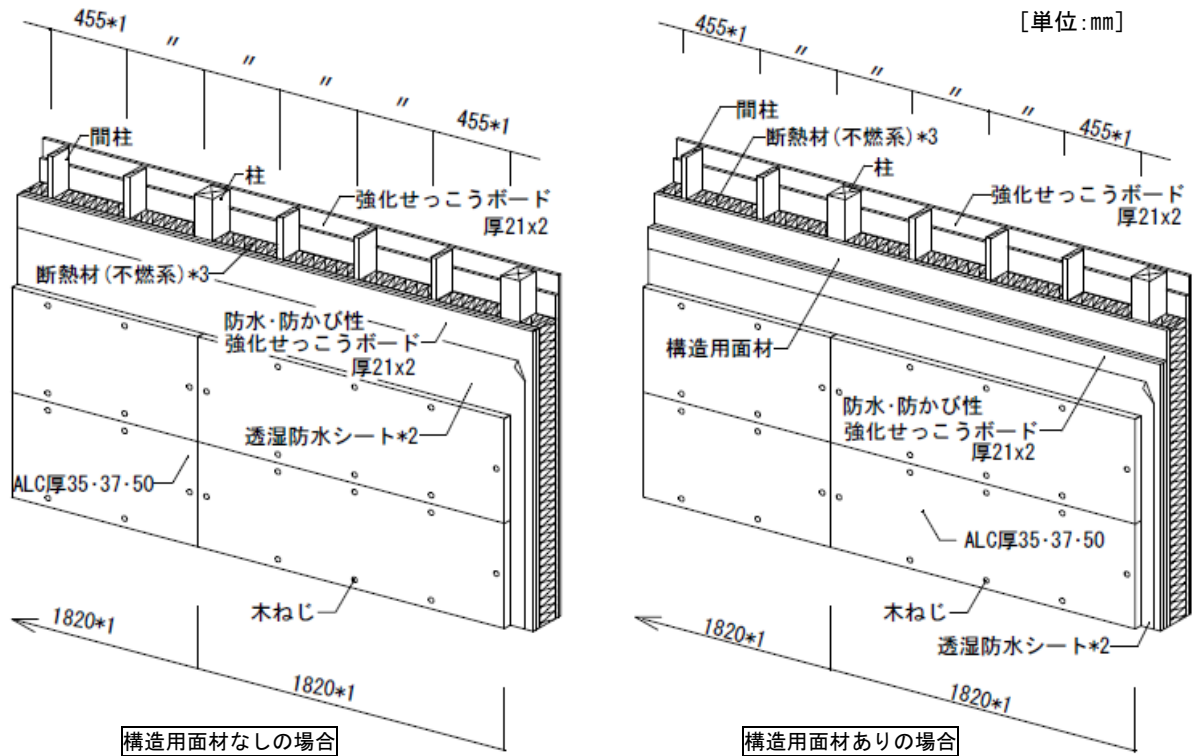 [単位:㎜]
455*1
〃
〃
〃
〃
455*1
間柱
柱
強化せっこうボード
厚21x2
断熱材(不燃系)*3
防水・防かび性
強化せっこうボード
厚21x2
透湿防水シート*2
ALC厚35・37・50
木ねじ
1820*1
1820*1
構造用面材なしの場合
455*1
〃
〃
〃
〃
455*1
間柱
断熱材(不燃系)*3
柱
強化せっこうボード
厚21x2
構造用面材
防水・防かび性
強化せっこうボード
厚21x2
ALC厚35・37・50
木ねじ
透湿防水シート*2
1820*1
1820*1
構造用面材ありの場合